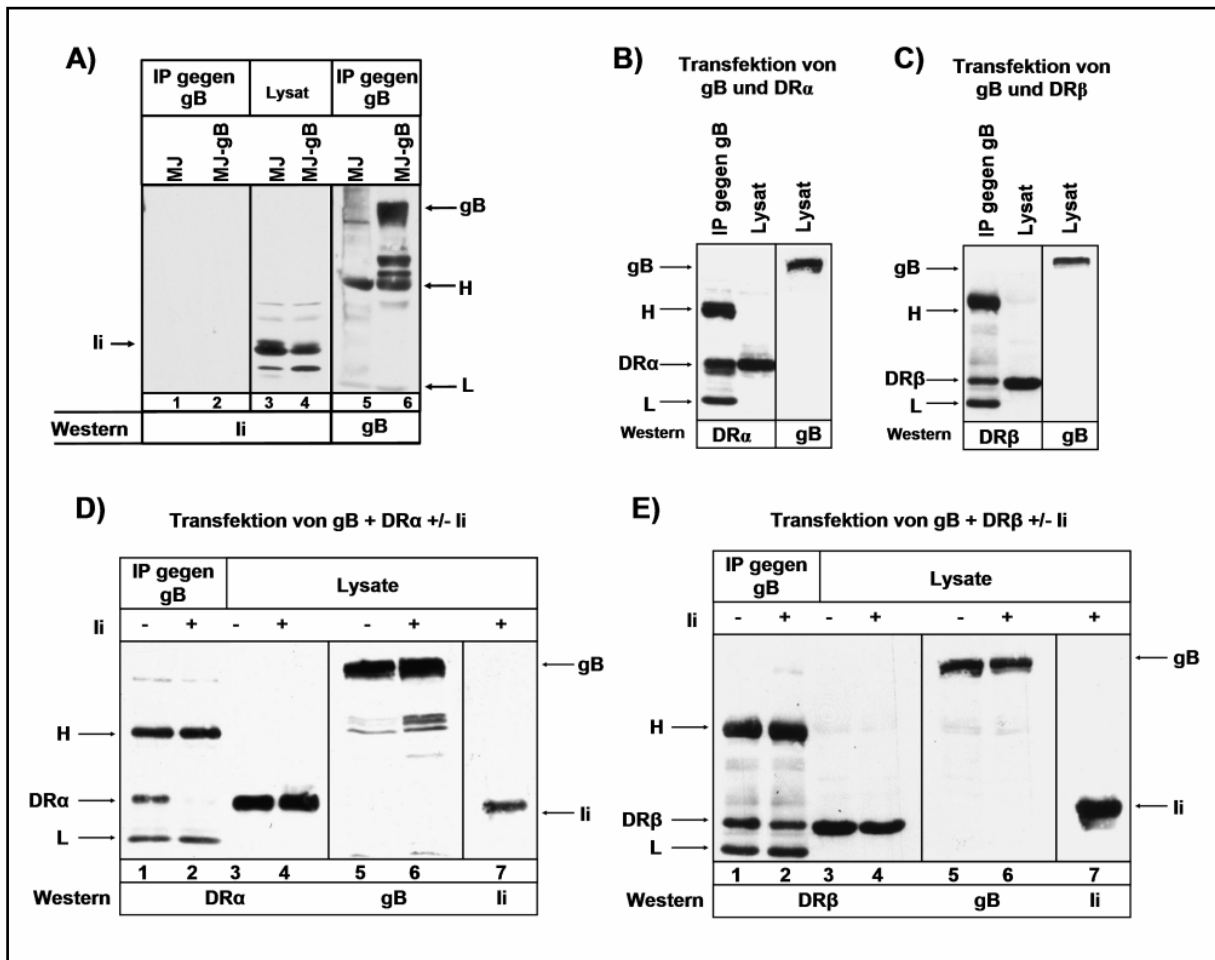 A)
IP gegen gB Lysat IP gegen gB
MJ MJ-gB MJ MJ-gB MJ MJ-gB
gB
H
Ii
L
1 2 3 4 5 6
Western Ii gB
B)
Transfektion von
gB und DRα
IP gegen gB Lysat Lysat
gB
H
DRα
L
Western DRα gB
C)
Transfektion von
gB und DRβ
IP gegen gB Lysat Lysat
gB
H
DRβ
L
Western DRβ gB
D)
Transfektion von gB + DRα +/- Ii
IP gegen gB Lysate
Ii - + - + - + +
gB
H
DRα
Ii
L
1 2 3 4 5 6 7
Western DRα gB Ii
E)
Transfektion von gB + DRβ +/- Ii
IP gegen gB Lysate
Ii - + - + - + +
gB
H
Ii
DRβ
L
1 2 3 4 5 6 7
Western DRβ gB Ii